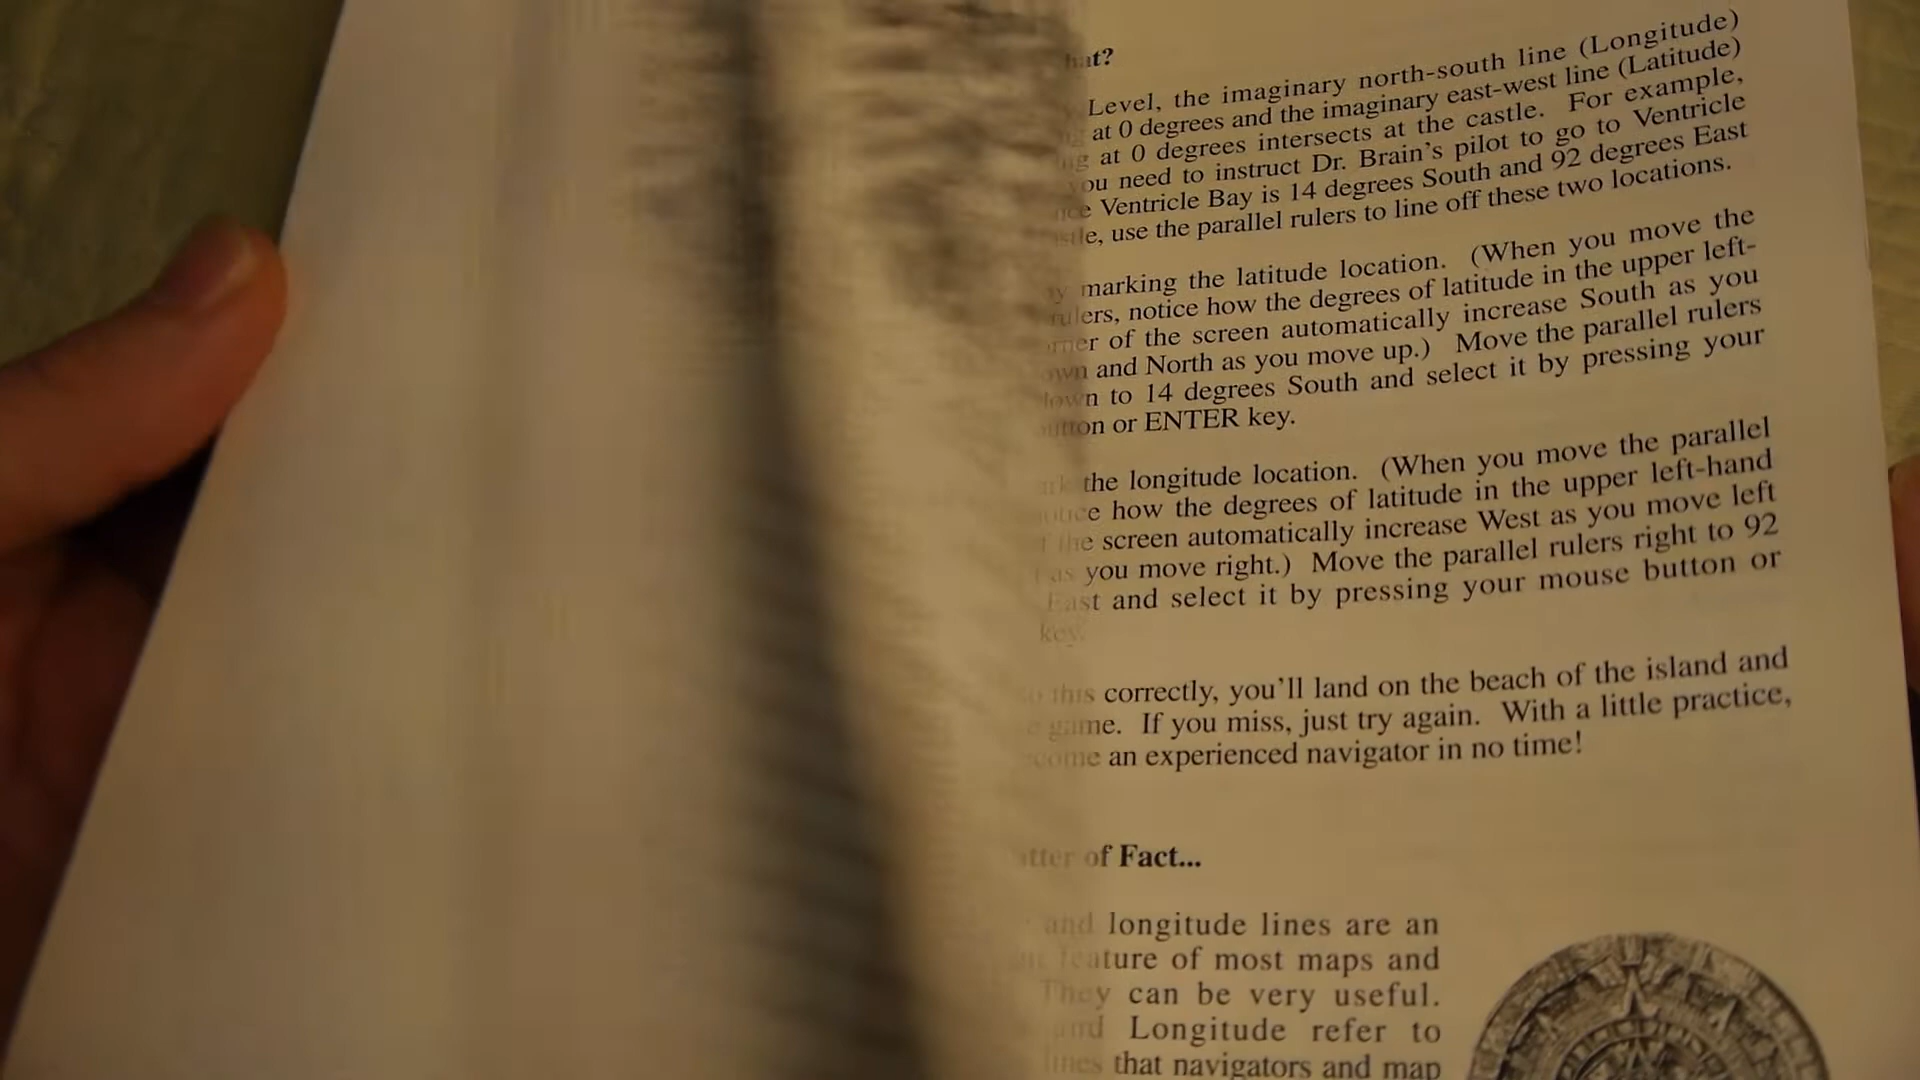 hat?
Level, the imaginary north-south line (Longitude)
at 0 degrees and the imaginary east-west line (Latitude)
at 0 degrees intersects at the castle. For example,
you need to instruct Dr. Brain's pilot to go to Ventricle
Ventricle Bay is 14 degrees South and 92 degrees East
use the parallel rulers to line off these two locations.
marking the latitude location. (When you move the
rulers, notice how the degrees of latitude in the upper left-
of the screen automatically increase South as you
and North as you move up.) Move the parallel rulers
down to 14 degrees South and select it by pressing your
button or ENTER key.
the longitude location. (When you move the parallel
how the degrees of latitude in the upper left-hand
the screen automatically increase West as you move left
as you move right.) Move the parallel rulers right to 92
East and select it by pressing your mouse button or
key.
this correctly, you'll land on the beach of the island and
game. If you miss, just try again. With a little practice,
an experienced navigator in no time!
of Fact...
and longitude lines are an
feature of most maps and
They can be very useful.
and Longitude refer to
lines that navigators and map